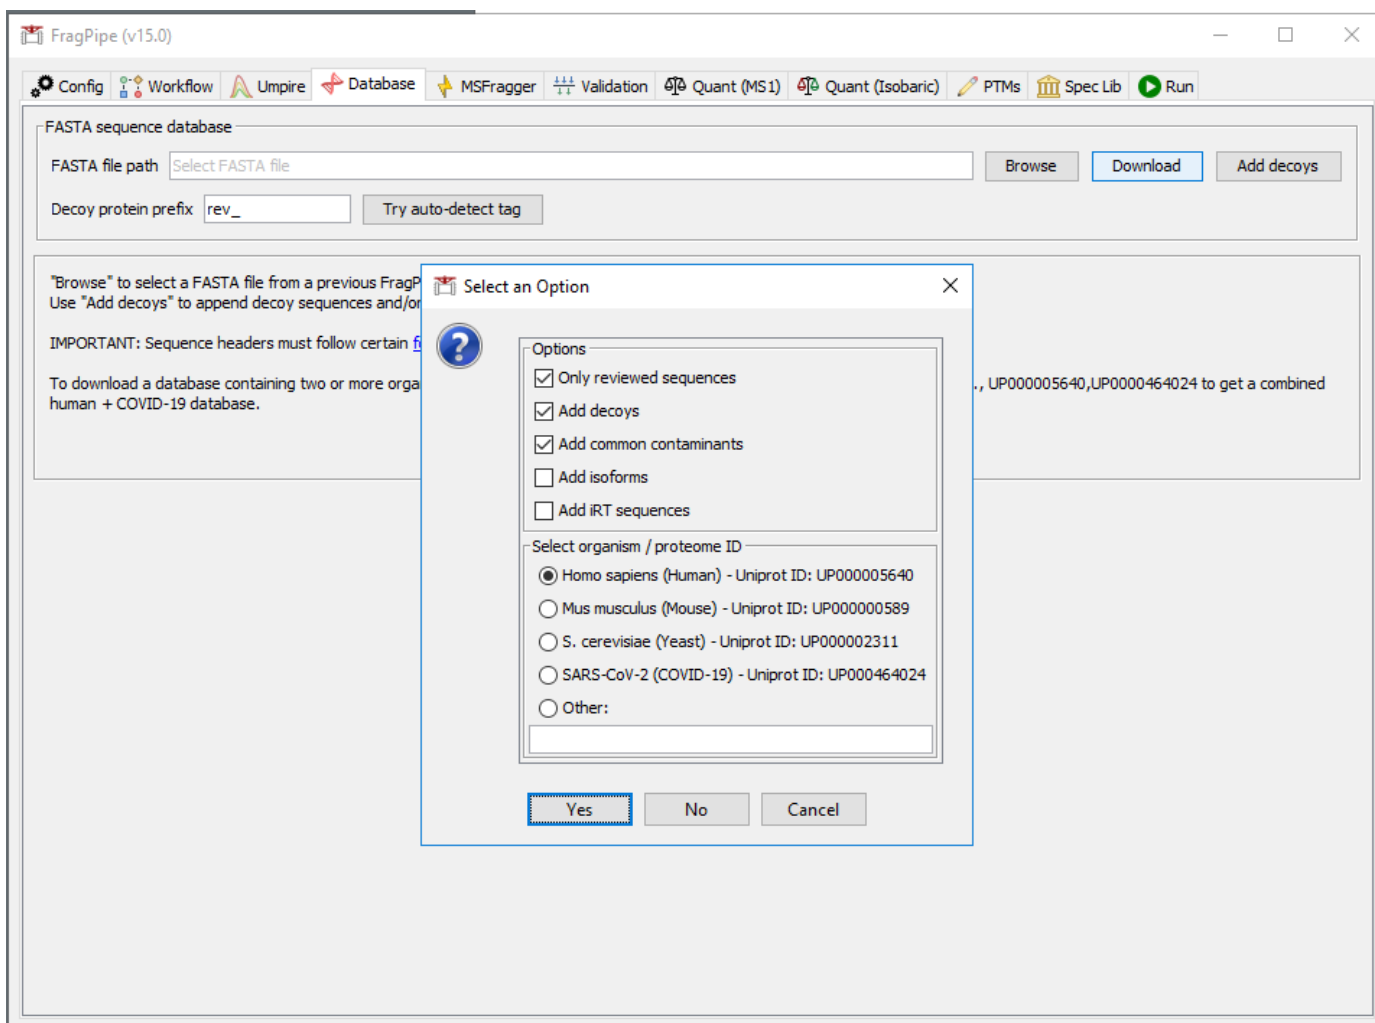 FragPipe (v15.0)
Config Workflow Umpire Database MSFragger Validation Quant (MS1) Quant (Isobaric) PTMs Spec Lib Run
FASTA sequence database
FASTA file path Select FASTA file Browse Download Add decoys
Decoy protein prefix rev_ Try auto-detect tag
"Browse" to select a FASTA file from a previous FragP
Use "Add decoys" to append decoy sequences and/or
IMPORTANT: Sequence headers must follow certain f
To download a database containing two or more orga ., UP000005640,UP0000464024 to get a combined
human + COVID-19 database.
Select an Option
Options
Only reviewed sequences
Add decoys
Add common contaminants
Add isoforms
Add iRT sequences
Select organism / proteome ID
Homo sapiens (Human) - Uniprot ID: UP000005640
Mus musculus (Mouse) - Uniprot ID: UP000000589
S. cerevisiae (Yeast) - Uniprot ID: UP000002311
SARS-CoV-2 (COVID-19) - Uniprot ID: UP000464024
Other:
Yes No Cancel